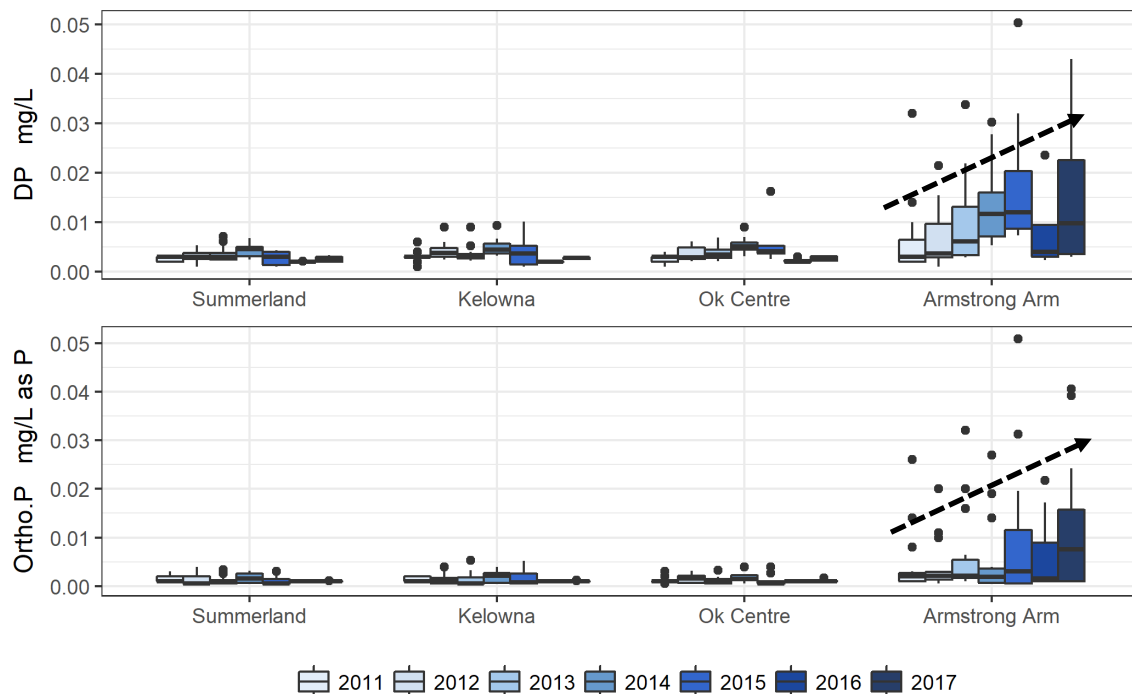 0.05
0.04
0.03
0.02
0.01
0.00
DP mg/L
Summerland Kelowna Ok Centre Armstrong Arm
0.05
0.04
0.03
0.02
0.01
0.00
Ortho.P mg/L as P
Summerland Kelowna Ok Centre Armstrong Arm
2011 2012 2013 2014 2015 2016 2017